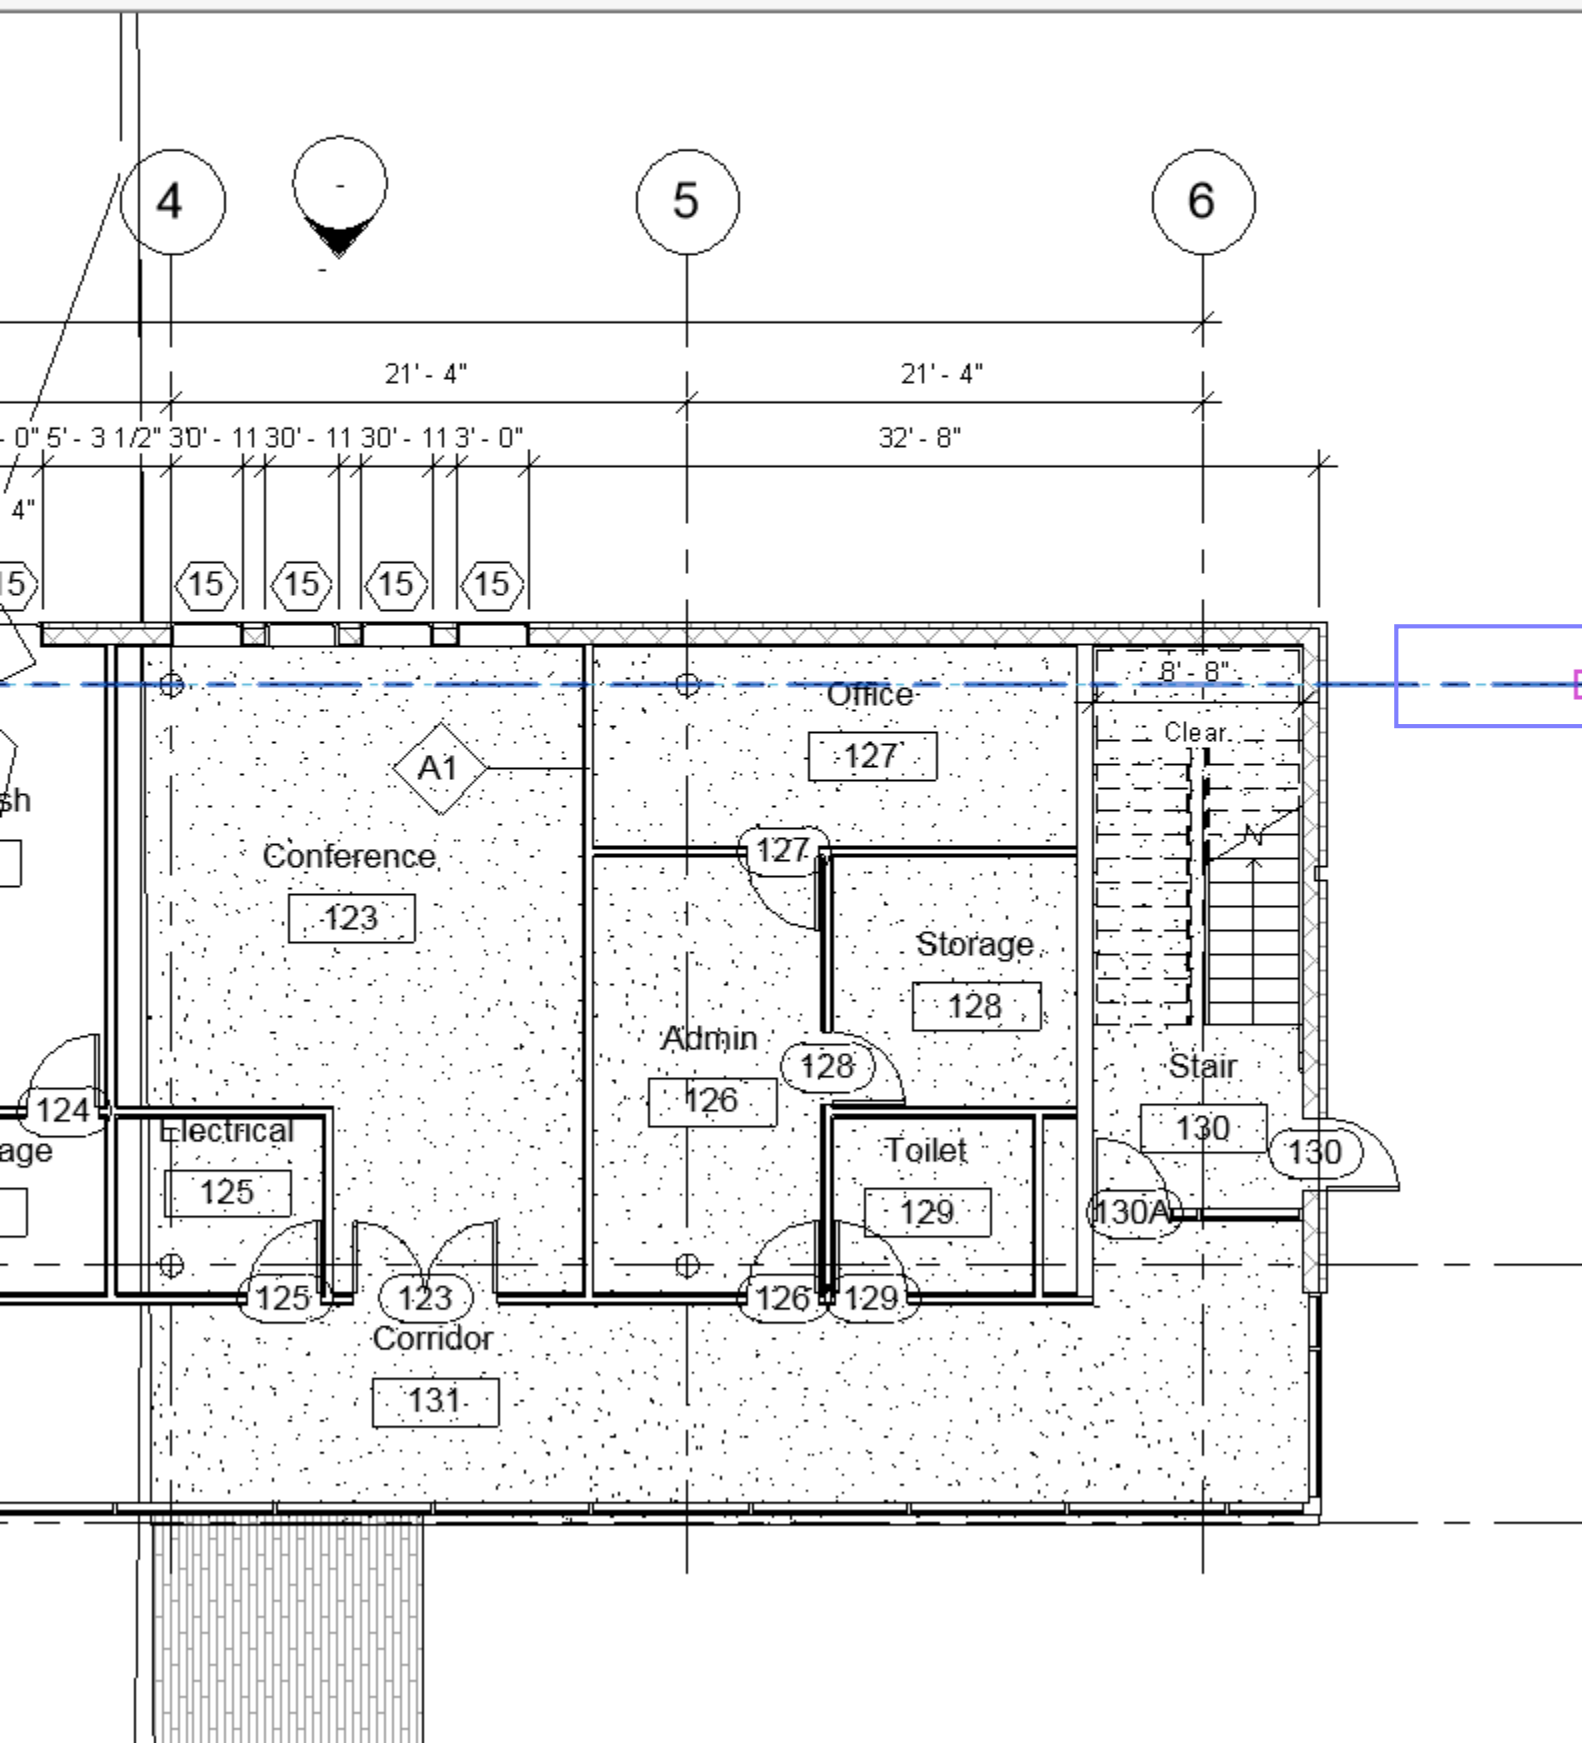 4
-
5
6
-
21' - 4"
21' - 4"
- 0" 5' - 3 1/2" 3' 0' - 11 30' - 11 30' - 11 3' - 0"
32' - 8"
4"
15
15
15
15
15
8' - 8"
Office
127
Clear
A1
sh
127
Conference
123
Storage
128
Admin
126
128
Stair
130
124
Electrical
125
age
Toilet
129
130
130A
125
123
126
129
Corridor
131